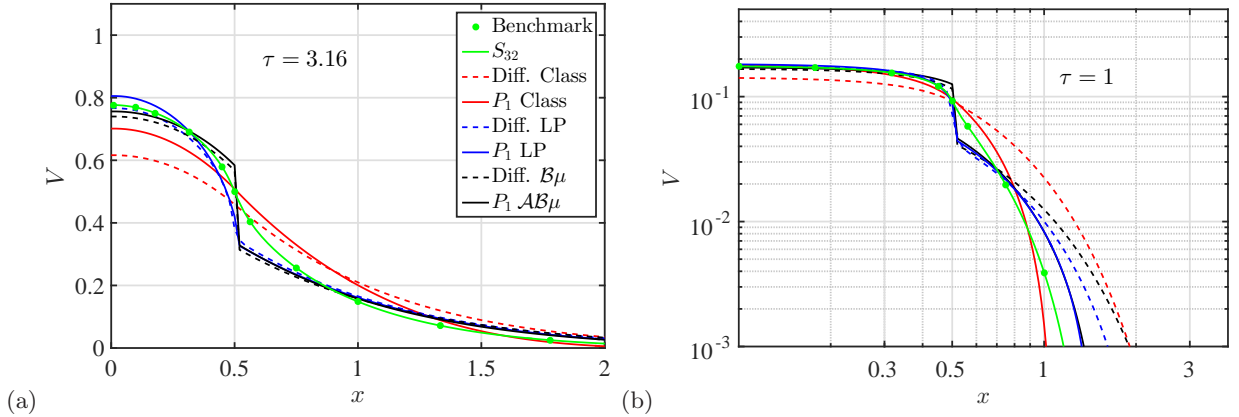 1
0.8
0.6
0.4
0.2
0
V
0
0.5
1
1.5
2
x
τ = 3.16
Benchmark
S₃₂
Diff. Class
P₁ Class
Diff. LP
P₁ LP
Diff. ℬμ
P₁ 𝒜ℬμ
(a)
10⁻¹
10⁻²
10⁻³
V
0.3
0.5
1
3
x
τ = 1
(b)